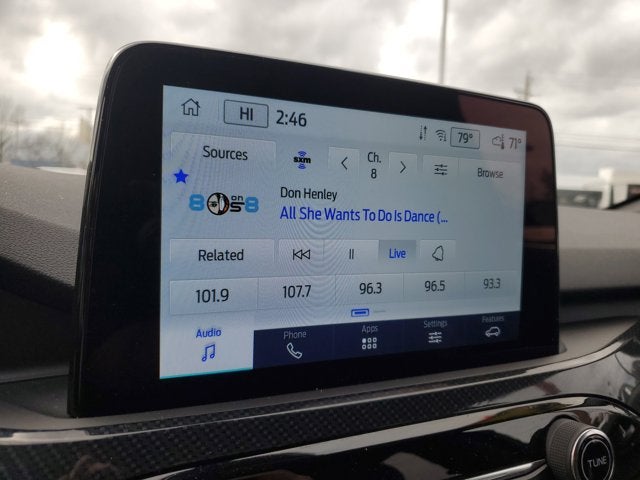 HI 2:46 79° 71°
Sources sxm Ch. 8 Browse
80s on 8
Don Henley
All She Wants To Do Is Dance (...
Related Live
101.9 107.7 96.3 96.5 93.3
Audio Phone Apps Settings Features
TUNE